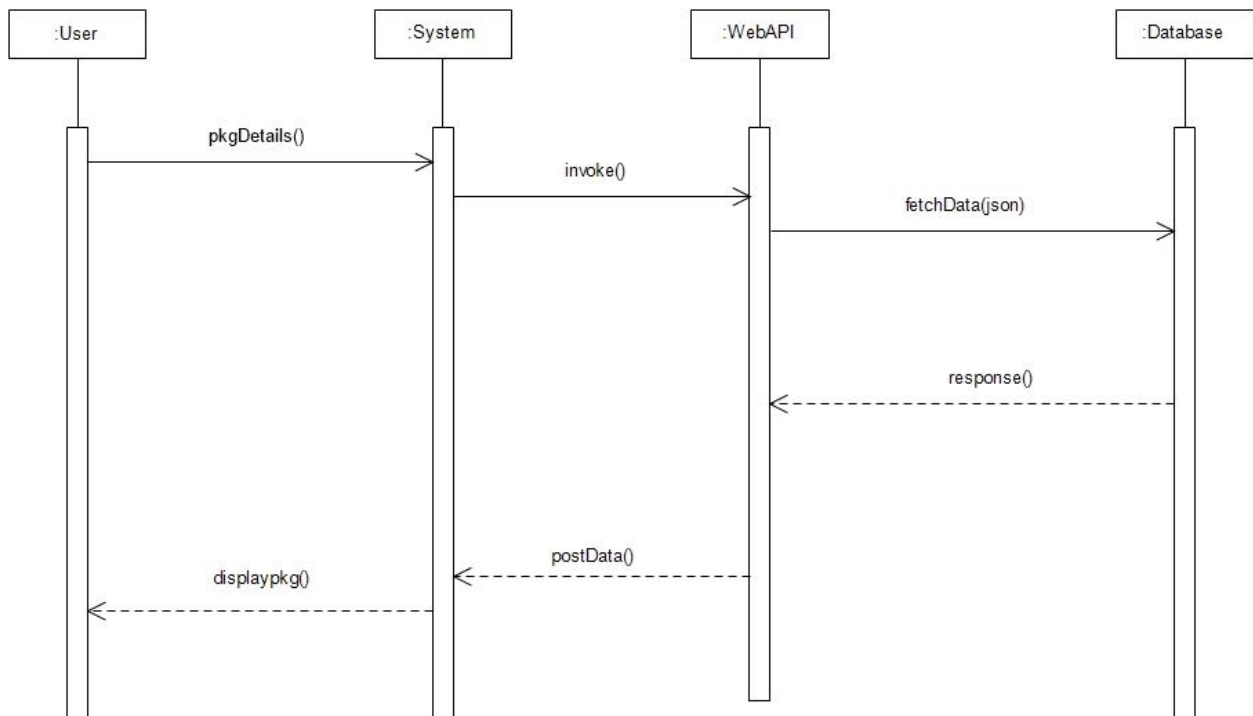 :User
:System
:WebAPI
:Database
pkgDetails()
invoke()
fetchData(json)
response()
postData()
displaypkg()